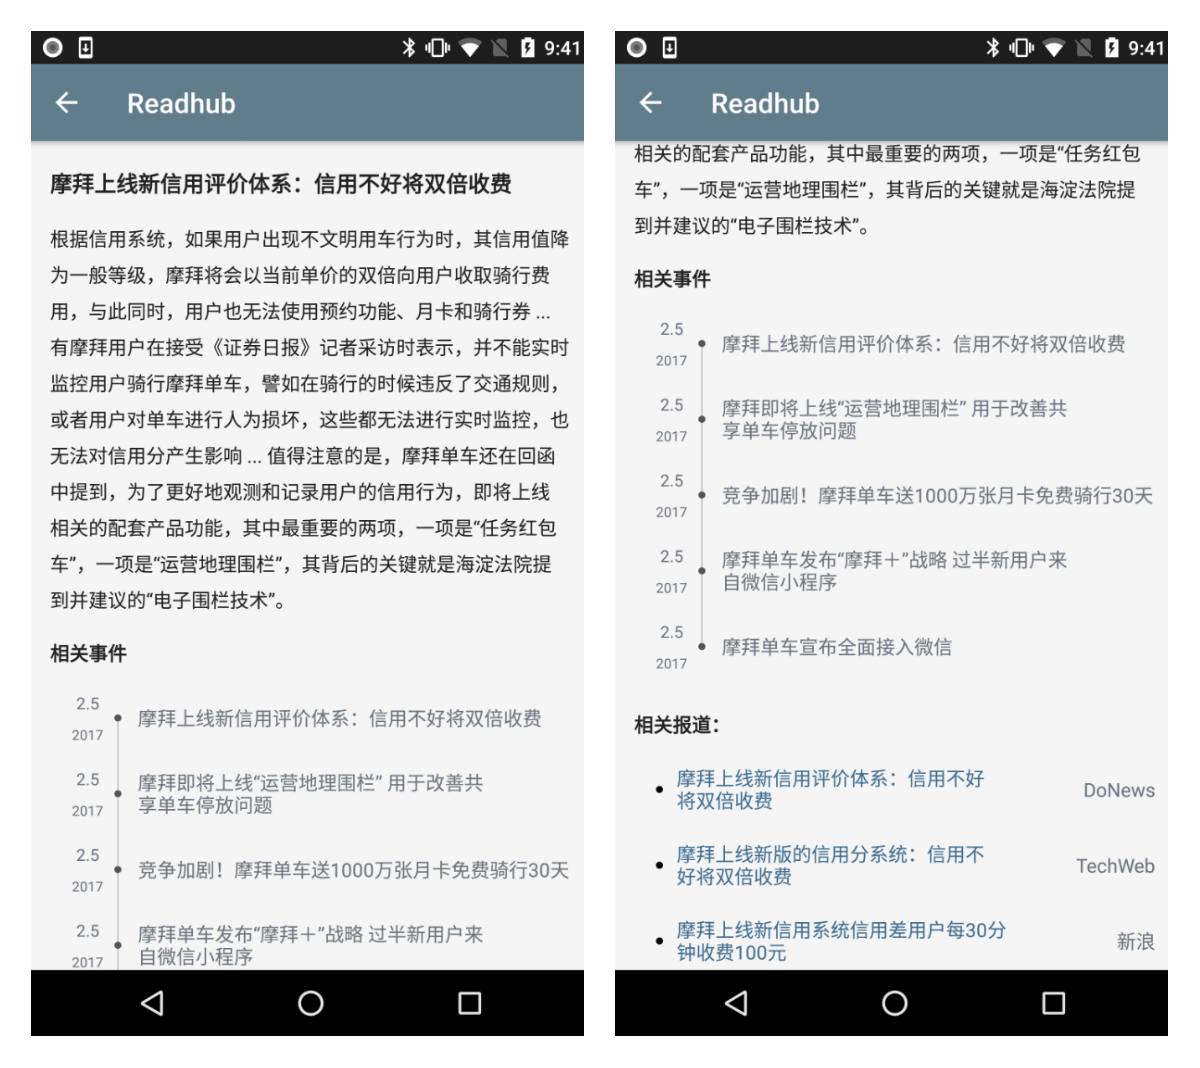 9:41
Readhub
摩拜上线新信用评价体系：信用不好将双倍收费
根据信用系统，如果用户出现不文明用车行为时，其信用值降
为一般等级，摩拜将会以当前单价的双倍向用户收取骑行费
用，与此同时，用户也无法使用预约功能、月卡和骑行券 ...
有摩拜用户在接受《证券日报》记者采访时表示，并不能实时
监控用户骑行摩拜单车，譬如在骑行的时候违反了交通规则，
或者用户对单车进行人为损坏，这些都无法进行实时监控，也
无法对信用分产生影响 ... 值得注意的是，摩拜单车还在回函
中提到，为了更好地观测和记录用户的信用行为，即将上线
相关的配套产品功能，其中最重要的两项，一项是“任务红包
车”，一项是“运营地理围栏”，其背后的关键就是海淀法院提
到并建议的“电子围栏技术”。
相关事件
2.5
2017
摩拜上线新信用评价体系：信用不好将双倍收费
2.5
2017
摩拜即将上线“运营地理围栏” 用于改善共
享单车停放问题
2.5
2017
竞争加剧！摩拜单车送1000万张月卡免费骑行30天
2.5
2017
摩拜单车发布“摩拜＋”战略 过半新用户来
自微信小程序
9:41
Readhub
相关的配套产品功能，其中最重要的两项，一项是“任务红包
车”，一项是“运营地理围栏”，其背后的关键就是海淀法院提
到并建议的“电子围栏技术”。
相关事件
2.5
2017
摩拜上线新信用评价体系：信用不好将双倍收费
2.5
2017
摩拜即将上线“运营地理围栏” 用于改善共
享单车停放问题
2.5
2017
竞争加剧！摩拜单车送1000万张月卡免费骑行30天
2.5
2017
摩拜单车发布“摩拜＋”战略 过半新用户来
自微信小程序
2.5
2017
摩拜单车宣布全面接入微信
相关报道：
摩拜上线新信用评价体系：信用不好
将双倍收费
DoNews
摩拜上线新版的信用分系统：信用不
好将双倍收费
TechWeb
摩拜上线新信用系统信用差用户每30分
钟收费100元
新浪